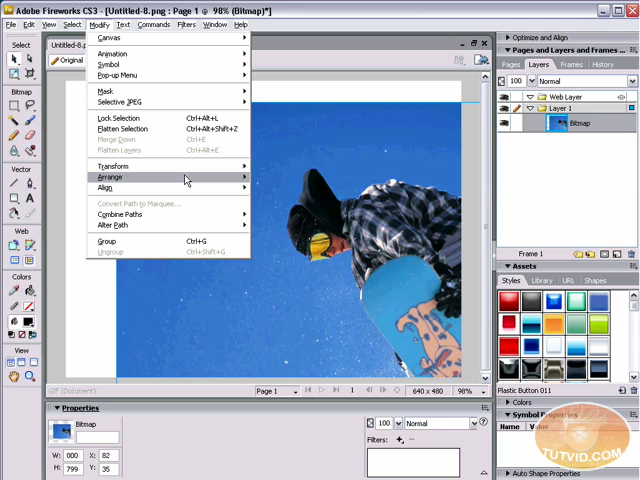 Adobe Fireworks CS3 - [Untitled-8.png : Page 1 @ 98% (Bitmap)*]
File Edit View Select Modify Text Commands Filters Window Help
Select
Bitmap
Vector
Web
Colors
View
Untitled-8.p
Original
Canvas
Animation
Symbol
Pop-up Menu
Mask
Selective JPEG
Lock Selection Ctrl+Alt+L
Flatten Selection Ctrl+Alt+Shift+Z
Merge Down Ctrl+E
Flatten Layers Ctrl+Alt+E
Transform
Arrange
Align
Convert Path to Marquee...
Combine Paths
Alter Path
Group Ctrl+G
Ungroup Ctrl+Shift+G
GIF (Document)
Page 1
1
640 x 480
98%
Properties
Bitmap
W: 000 X: 82
H: 799 Y: 35
100 Normal
Filters:
Optimize and Align
Pages and Layers and Frames ...
Pages Layers Frames History
100 Normal
Web Layer
Layer 1
Bitmap
Frame 1
Assets
Styles Library URL Shapes
Plastic Button 011
Colors
Symbol Properties
Name Value
TUTVID.COM
Auto Shape Properties